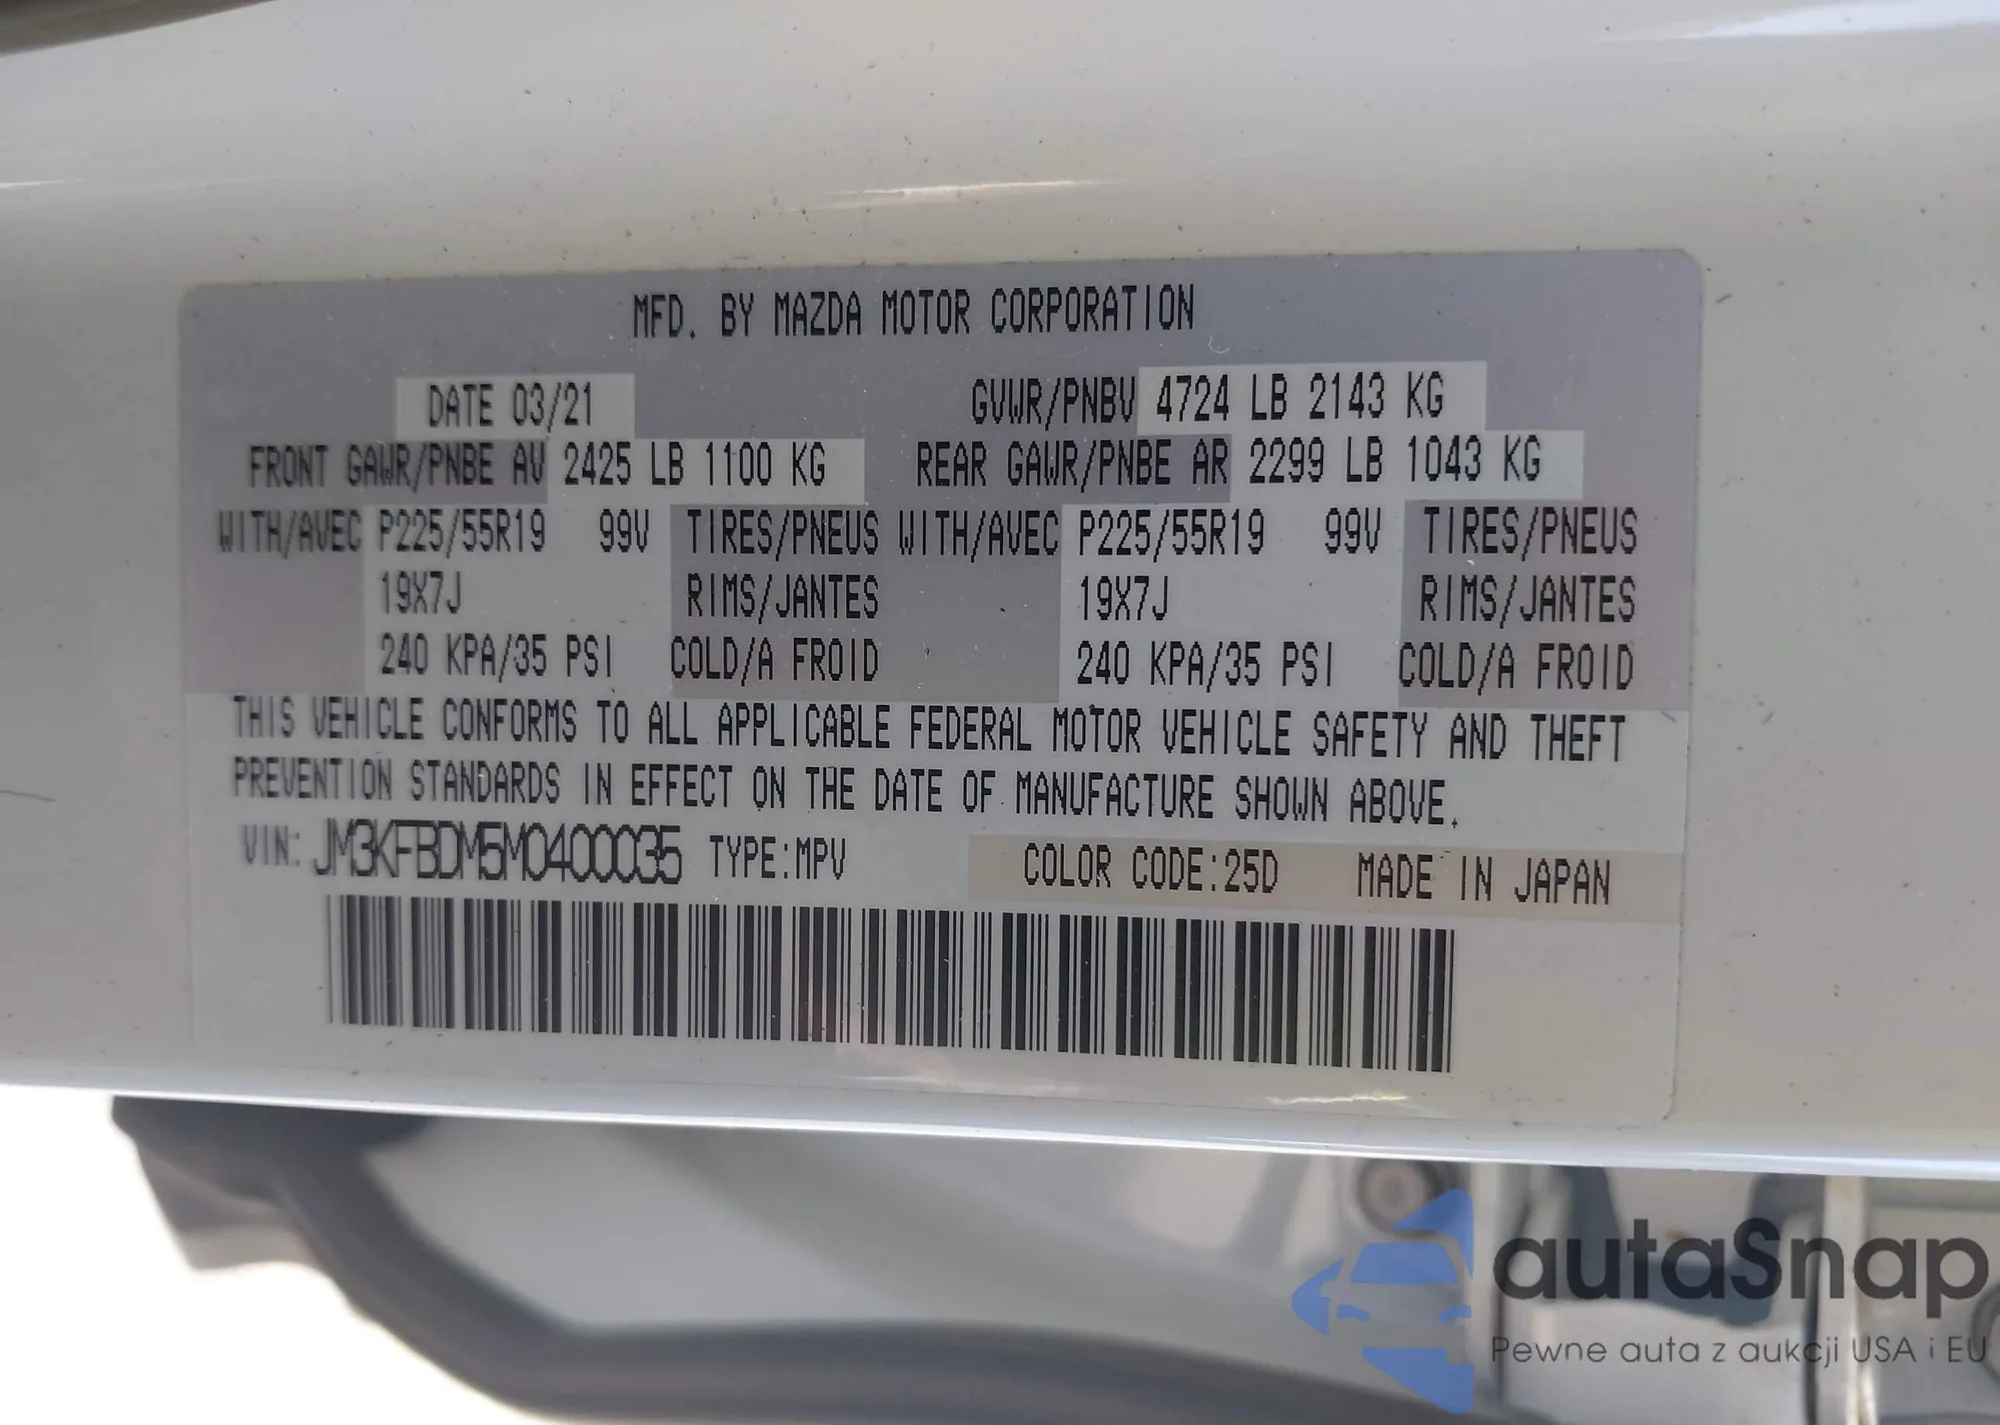 MFD. BY MAZDA MOTOR CORPORATION
DATE 03/21 GVWR/PNBV 4724 LB 2143 KG
FRONT GAWR/PNBE AV 2425 LB 1100 KG REAR GAWR/PNBE AR 2299 LB 1043 KG
WITH/AVEC P225/55R19 99V TIRES/PNEUS WITH/AVEC P225/55R19 99V TIRES/PNEUS
19X7J RIMS/JANTES 19X7J RIMS/JANTES
240 KPA/35 PSI COLD/A FROID 240 KPA/35 PSI COLD/A FROID
THIS VEHICLE CONFORMS TO ALL APPLICABLE FEDERAL MOTOR VEHICLE SAFETY AND THEFT
PREVENTION STANDARDS IN EFFECT ON THE DATE OF MANUFACTURE SHOWN ABOVE.
VIN: JM3KFBDM5M0400035 TYPE:MPV COLOR CODE:25D MADE IN JAPAN
autaSnap
Pewne auta z aukcji USA i EU